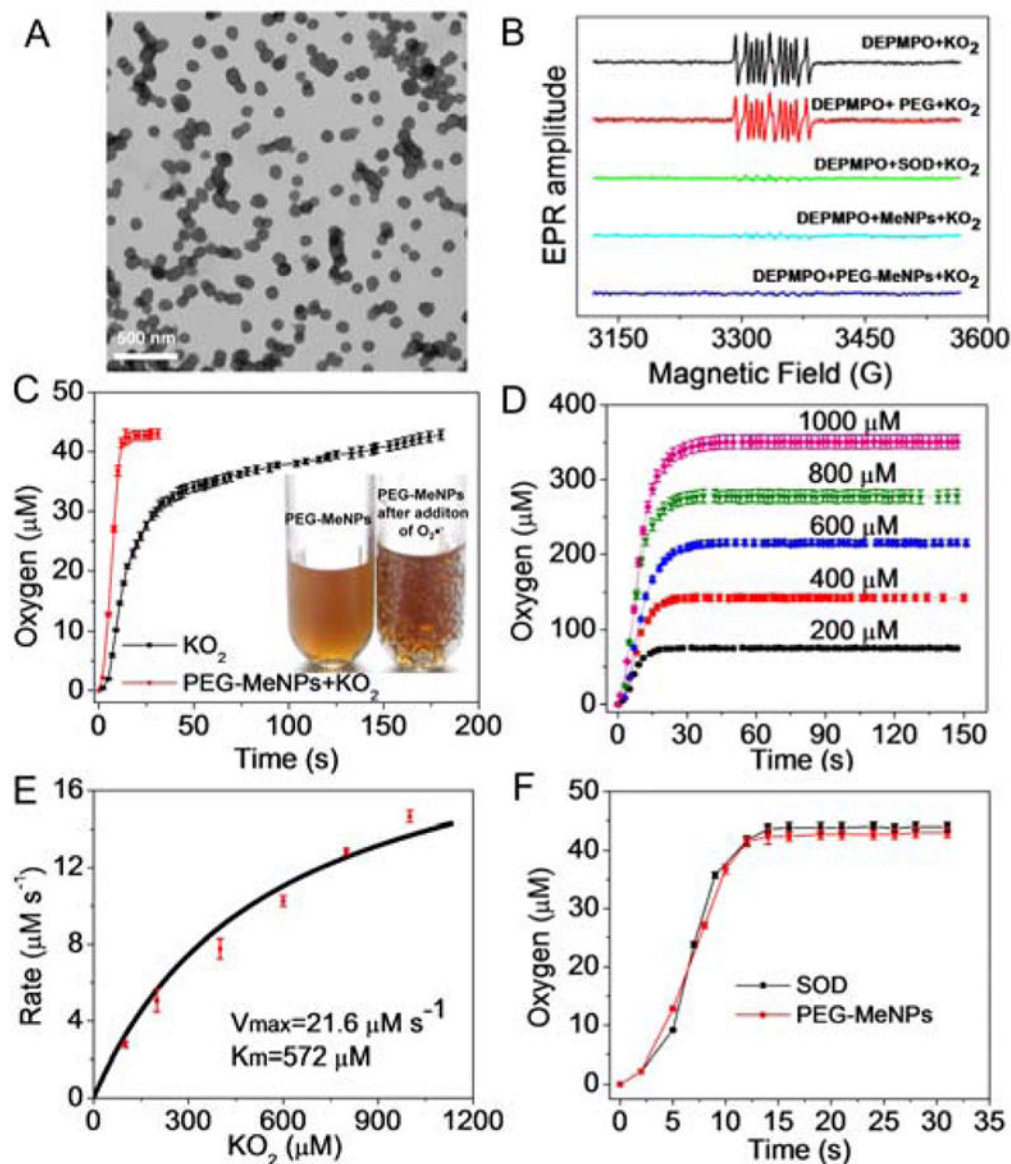 A
500 nm
B
EPR amplitude
DEPMPO+KO2
DEPMPO+ PEG+KO2
DEPMPO+SOD+KO2
DEPMPO+MeNPs+KO2
DEPMPO+PEG-MeNPs+KO2
3150 3300 3450 3600
Magnetic Field (G)
C
Oxygen (μM)
50
40
30
20
10
0
PEG-MeNPs
PEG-MeNPs
after additon
of O2•-
KO2
PEG-MeNPs+KO2
0 50 100 150 200
Time (s)
D
Oxygen (μM)
400
300
200
100
0
1000 μM
800 μM
600 μM
400 μM
200 μM
0 30 60 90 120 150
Time (s)
E
Rate (μM s-1)
16
12
8
4
0
Vmax=21.6 μM s-1
Km=572 μM
0 300 600 900 1200
KO2 (μM)
F
Oxygen (μM)
50
40
30
20
10
0
SOD
PEG-MeNPs
0 5 10 15 20 25 30 35
Time (s)